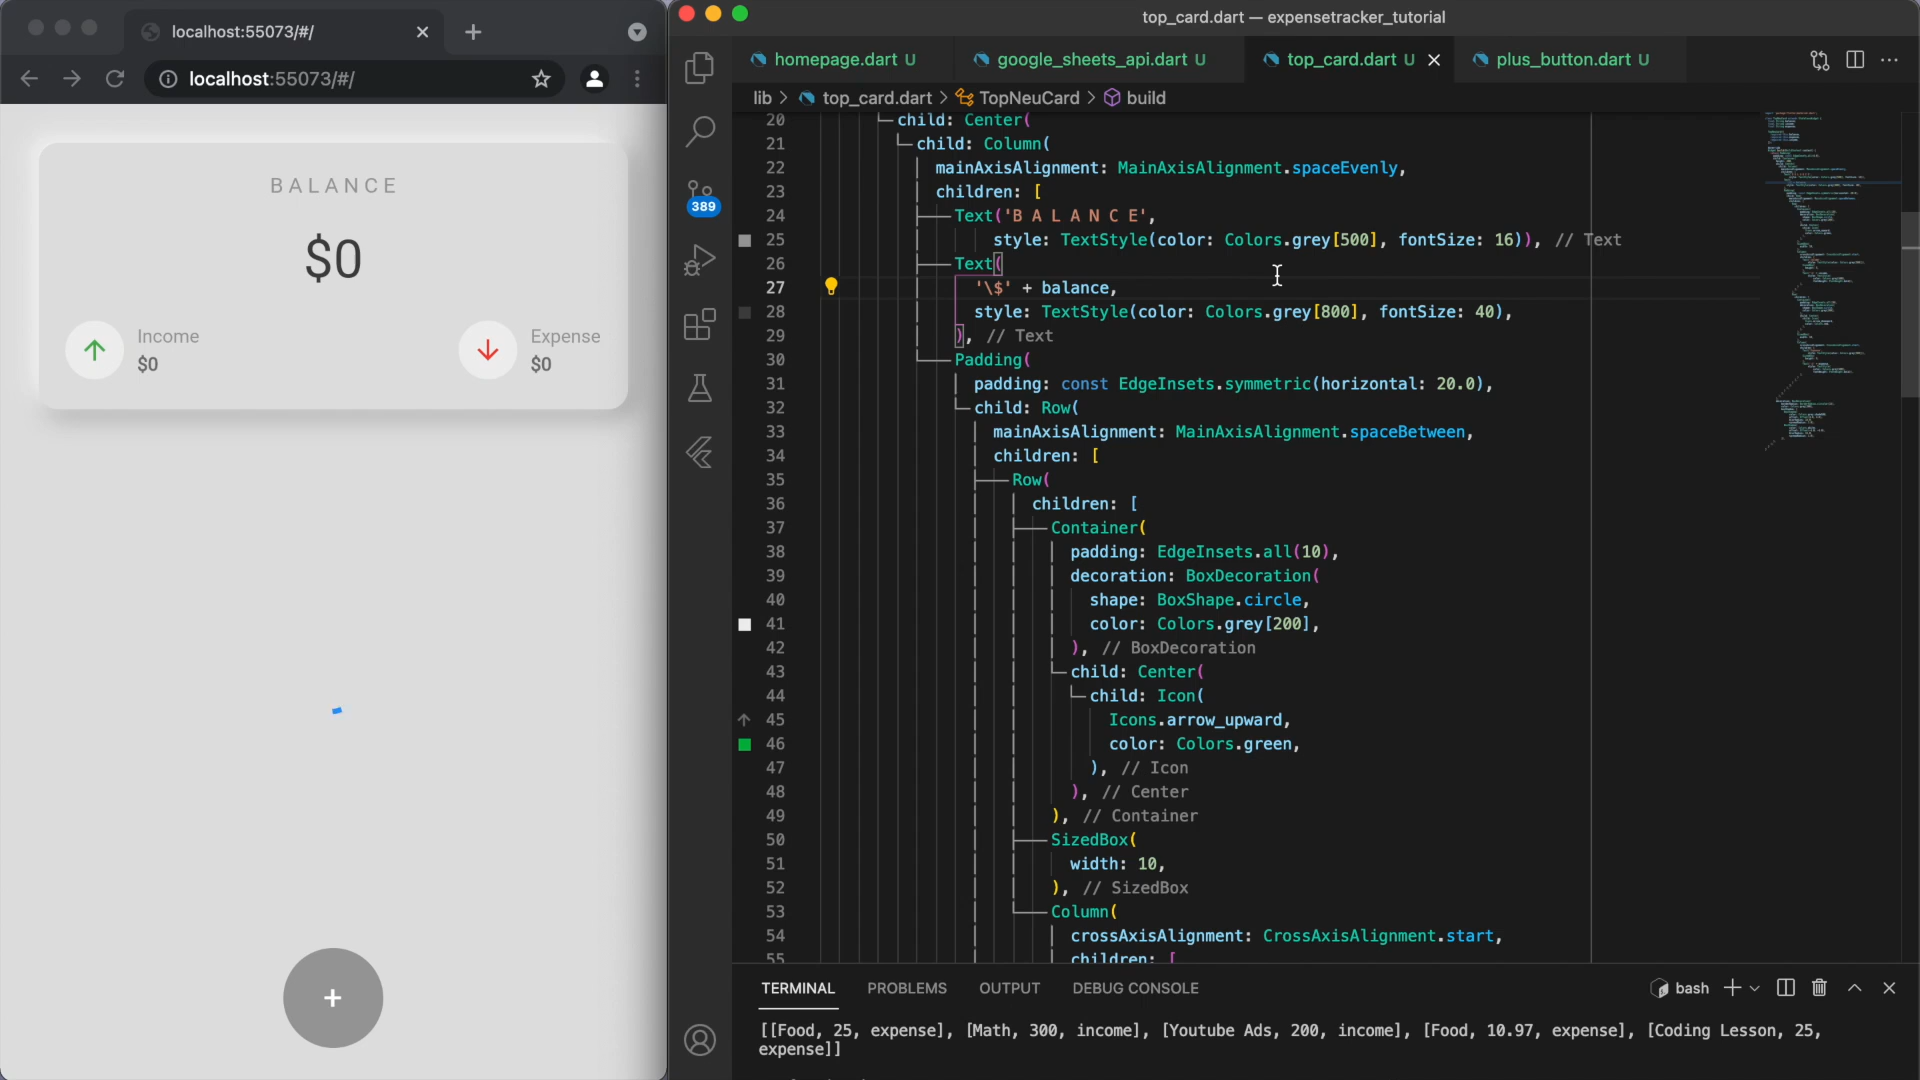 localhost:55073/#/
localhost:55073/#/
BALANCE
$0
Income
$0
Expense
$0
+
top_card.dart — expensetracker_tutorial
homepage.dart U
google_sheets_api.dart U
top_card.dart U
plus_button.dart U
lib > top_card.dart > TopNeuCard > build
389
20 child: Center(
21 child: Column(
22 mainAxisAlignment: MainAxisAlignment.spaceEvenly,
23 children: [
24 Text('B A L A N C E',
25 style: TextStyle(color: Colors.grey[500], fontSize: 16)), // Text
26 Text(
27 '\$' + balance,
28 style: TextStyle(color: Colors.grey[800], fontSize: 40),
29 ), // Text
30 Padding(
31 padding: const EdgeInsets.symmetric(horizontal: 20.0),
32 child: Row(
33 mainAxisAlignment: MainAxisAlignment.spaceBetween,
34 children: [
35 Row(
36 children: [
37 Container(
38 padding: EdgeInsets.all(10),
39 decoration: BoxDecoration(
40 shape: BoxShape.circle,
41 color: Colors.grey[200],
42 ), // BoxDecoration
43 child: Center(
44 child: Icon(
45 Icons.arrow_upward,
46 color: Colors.green,
47 ), // Icon
48 ), // Center
49 ), // Container
50 SizedBox(
51 width: 10,
52 ), // SizedBox
53 Column(
54 crossAxisAlignment: CrossAxisAlignment.start,
55 children: [
TERMINAL PROBLEMS OUTPUT DEBUG CONSOLE
bash
[[Food, 25, expense], [Math, 300, income], [Youtube Ads, 200, income], [Food, 10.97, expense], [Coding Lesson, 25,
expense]]